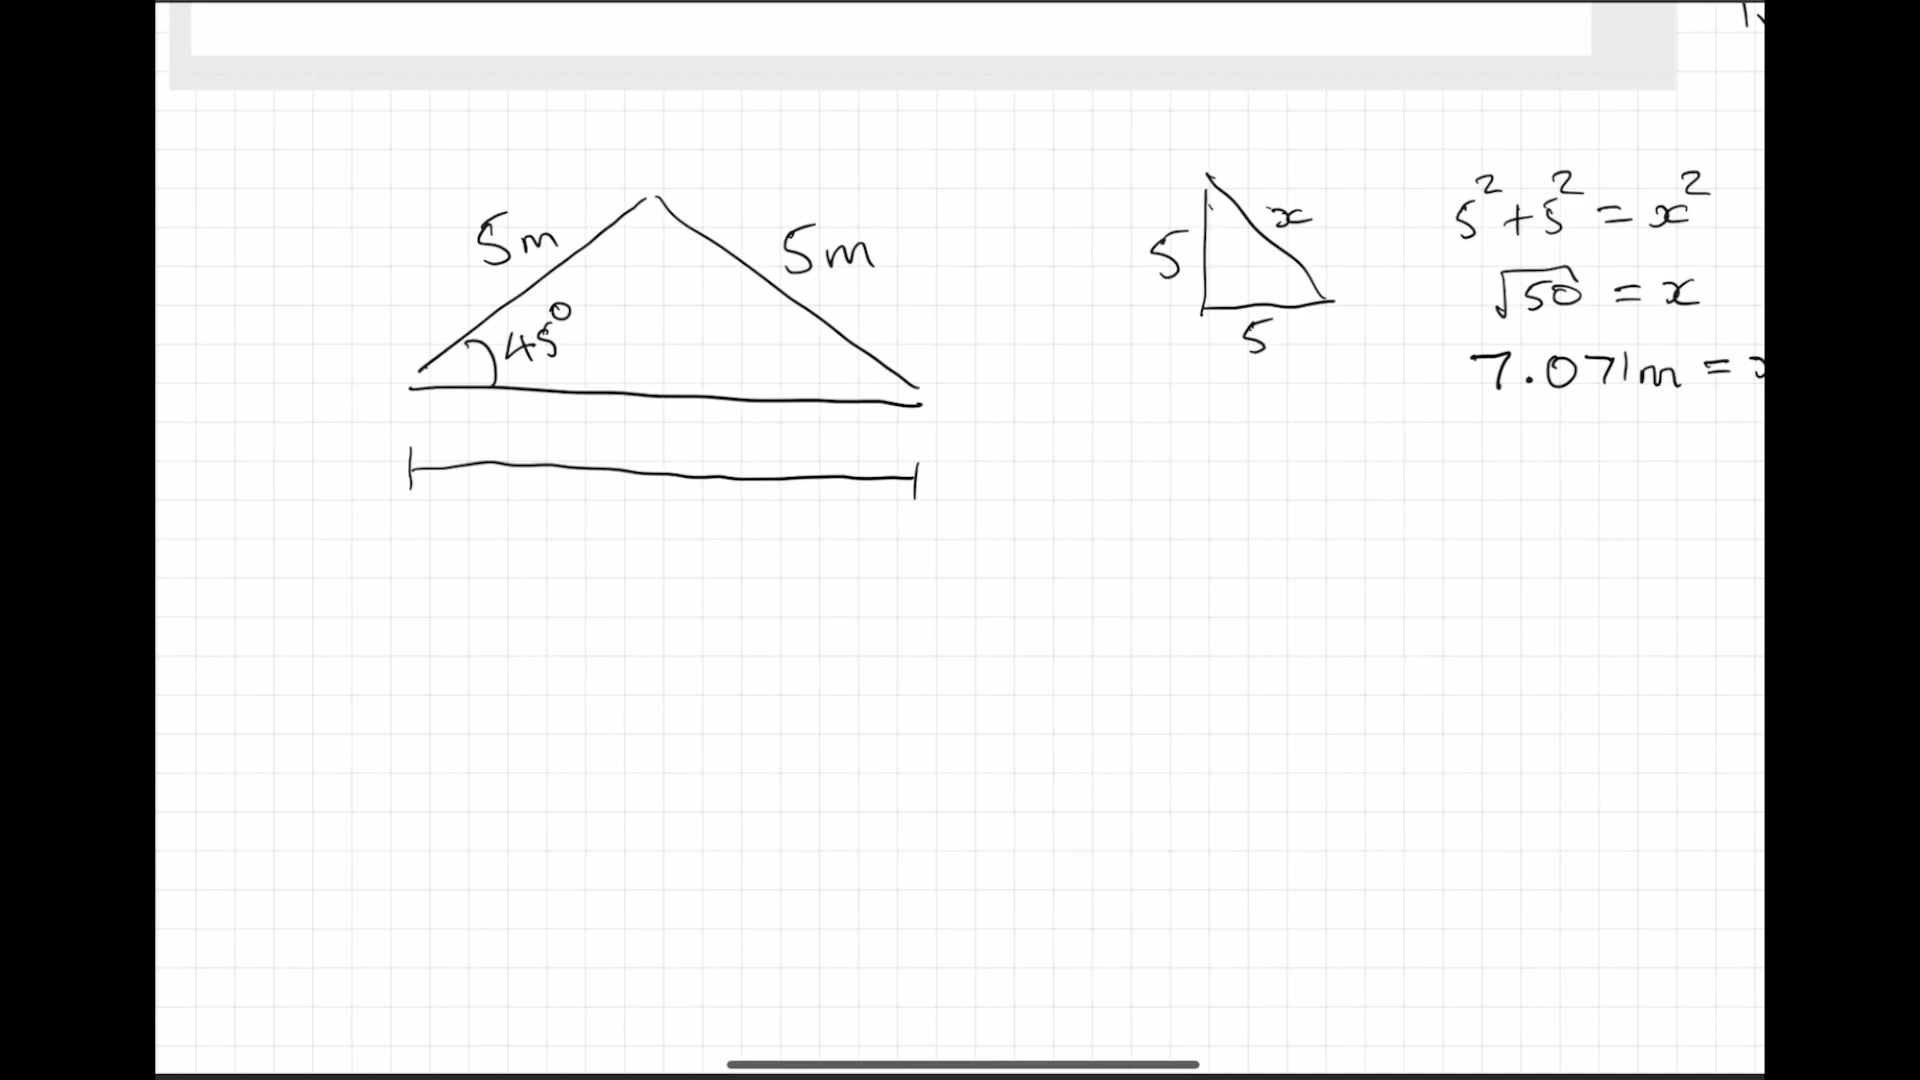 5m
5m
45°
5
x
5
5² + 5² = x²
√50 = x
7.071m =